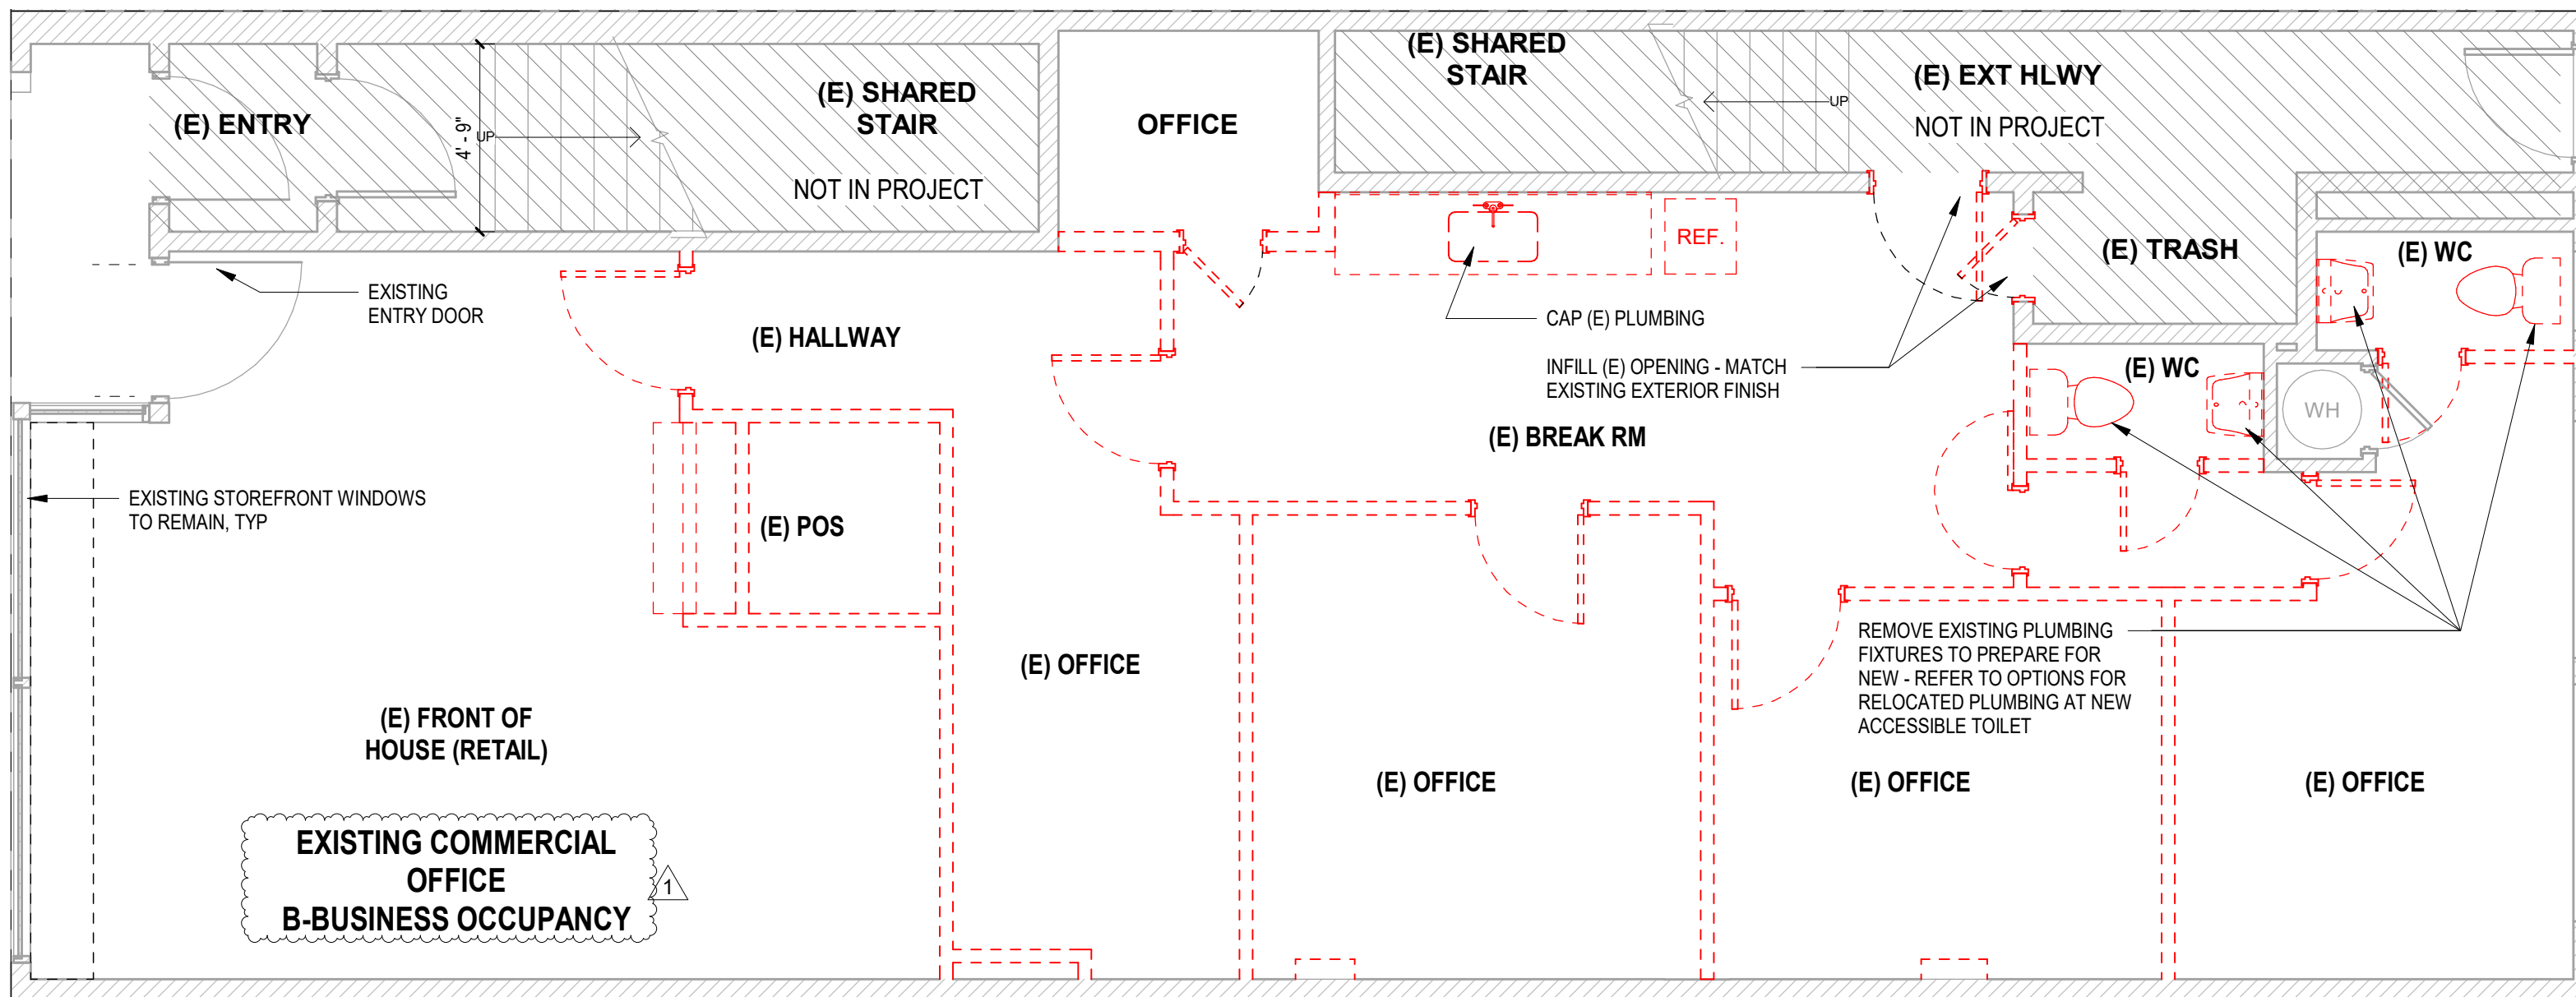 (E) ENTRY
4' - 9"
UP
(E) SHARED
STAIR
NOT IN PROJECT
OFFICE
(E) SHARED
STAIR
UP
(E) EXT HLWY
NOT IN PROJECT
REF.
(E) TRASH
(E) WC
EXISTING
ENTRY DOOR
(E) HALLWAY
CAP (E) PLUMBING
INFILL (E) OPENING - MATCH
EXISTING EXTERIOR FINISH
(E) WC
WH
(E) BREAK RM
EXISTING STOREFRONT WINDOWS
TO REMAIN, TYP
(E) POS
(E) OFFICE
REMOVE EXISTING PLUMBING
FIXTURES TO PREPARE FOR
NEW - REFER TO OPTIONS FOR
RELOCATED PLUMBING AT NEW
ACCESSIBLE TOILET
(E) FRONT OF
HOUSE (RETAIL)
(E) OFFICE
(E) OFFICE
(E) OFFICE
EXISTING COMMERCIAL
OFFICE
B-BUSINESS OCCUPANCY
1